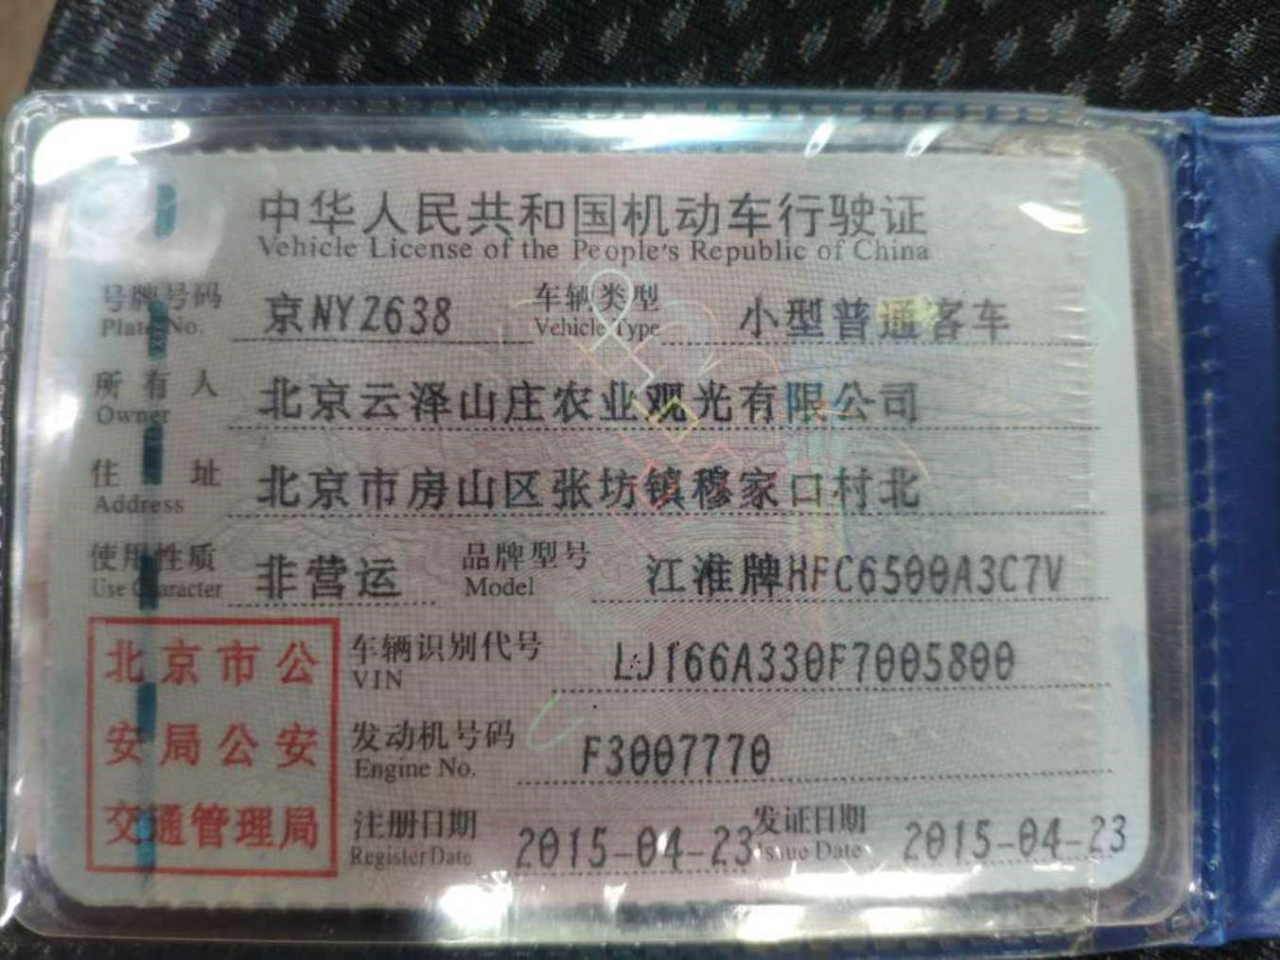 中华人民共和国机动车行驶证
Vehicle License of the People's Republic of China
号牌号码 京NYZ638 车辆类型 小型普通客车
Plate No. Vehicle Type
所有人 北京云泽山庄农业观光有限公司
Owner
住址 北京市房山区张坊镇穆家口村北
Address
使用性质 非营运 品牌型号 江淮牌HFC6500A3C7V
Use Character Model
北京市公
安局公安
交通管理局
车辆识别代号 LJ166A330F7005800
VIN
发动机号码 F3007770
Engine No.
注册日期 2015-04-23 发证日期 2015-04-23
Register Date Issue Date